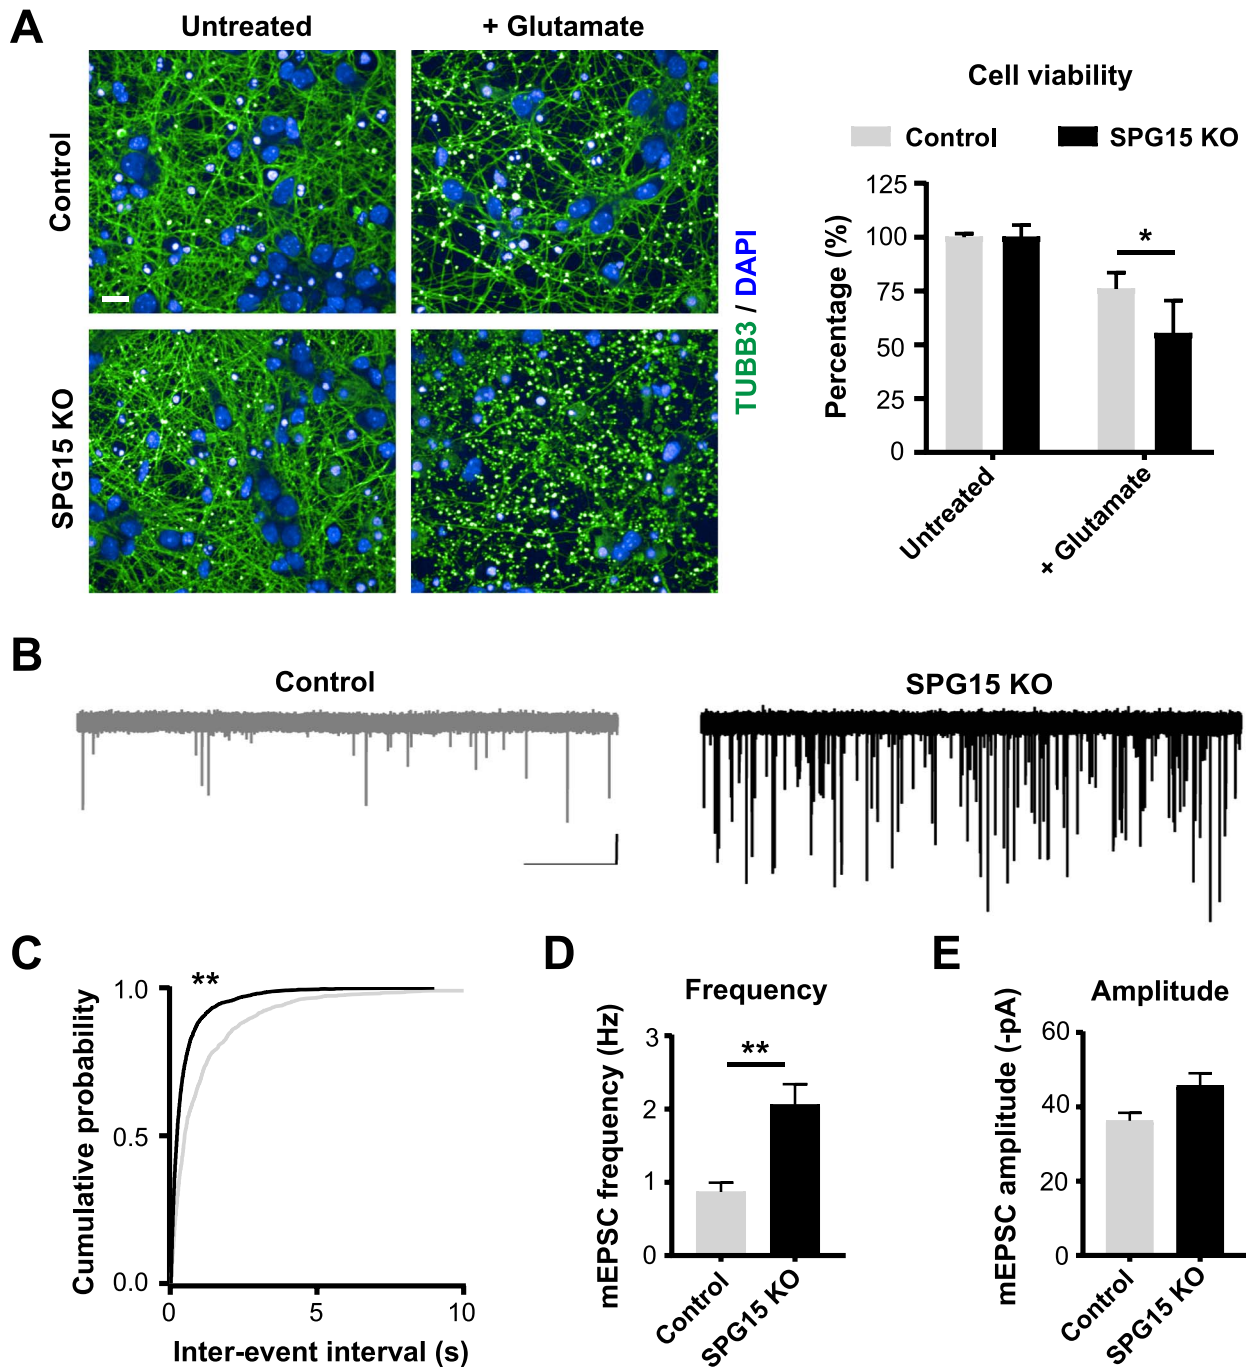 A
Untreated
+ Glutamate
Control
SPG15 KO
TUBB3 / DAPI
Cell viability
Control
SPG15 KO
Percentage (%)
125
100
75
50
25
0
*
Untreated
+ Glutamate
B
Control
SPG15 KO
C
**
Cumulative probability
1.0
0.5
0.0
0
5
10
Inter-event interval (s)
D
Frequency
mEPSC frequency (Hz)
3
2
1
0
**
Control
SPG15 KO
E
Amplitude
mEPSC amplitude (-pA)
60
40
20
0
Control
SPG15 KO